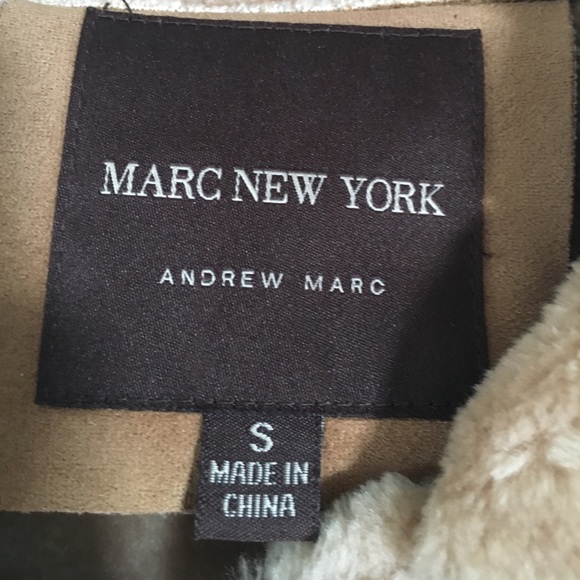 MARC NEW YORK
ANDREW MARC
S
MADE IN
CHINA